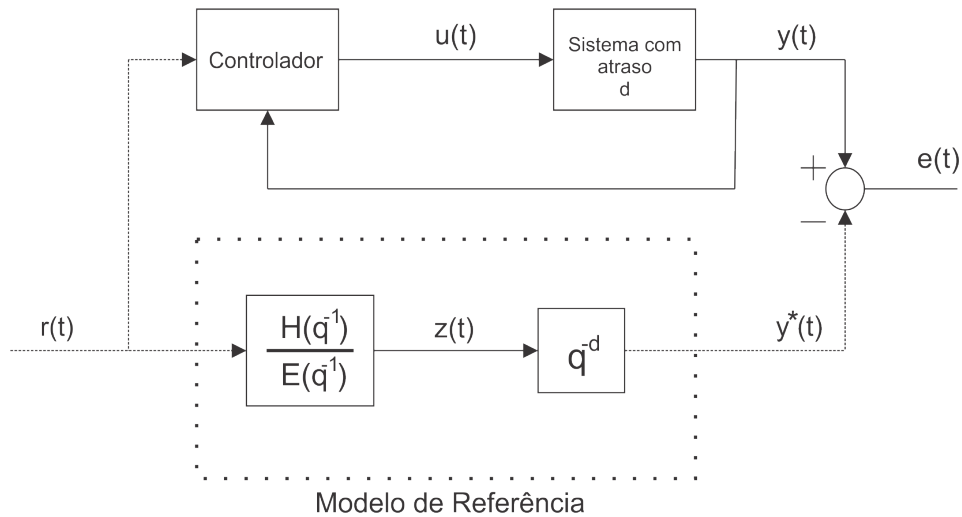 Controlador
u(t)
Sistema com
atraso
d
y(t)
+
e(t)
−
r(t)
H(q⁻¹)
E(q⁻¹)
z(t)
q⁻ᵈ
y*(t)
Modelo de Referência